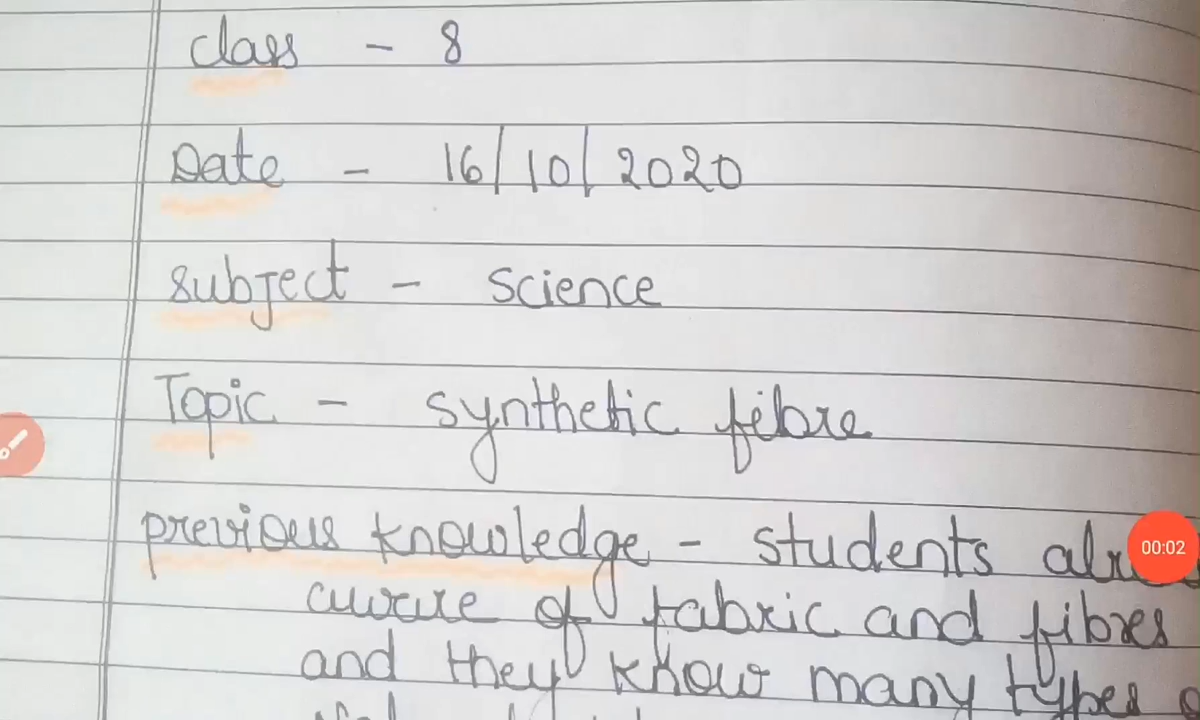 class - 8
Date - 16/10/2020
subject - science
Topic - synthetic fibre
previous knowledge - students
00:02
aware of fabric and fibres
and they know many types